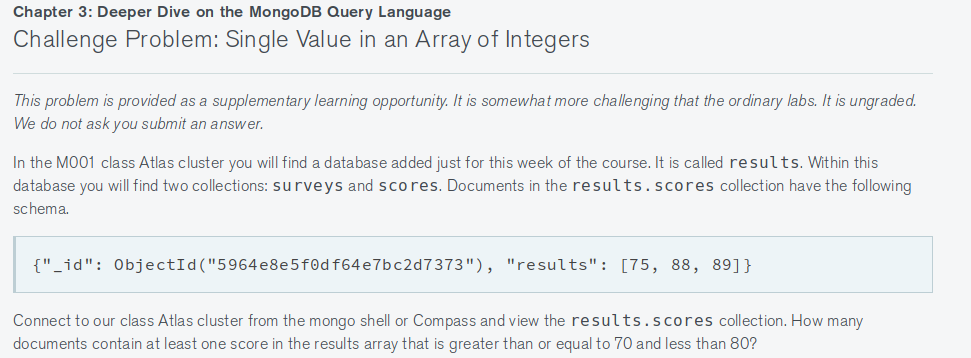 Chapter 3: Deeper Dive on the MongoDB Query Language
Challenge Problem: Single Value in an Array of Integers
This problem is provided as a supplementary learning opportunity. It is somewhat more challenging that the ordinary labs. It is ungraded.
We do not ask you submit an answer.
In the M001 class Atlas cluster you will find a database added just for this week of the course. It is called results. Within this
database you will find two collections: surveys and scores. Documents in the results.scores collection have the following
schema.
{"_id": ObjectId("5964e8e5f0df64e7bc2d7373"), "results": [75, 88, 89]}
Connect to our class Atlas cluster from the mongo shell or Compass and view the results.scores collection. How many
documents contain at least one score in the results array that is greater than or equal to 70 and less than 80?